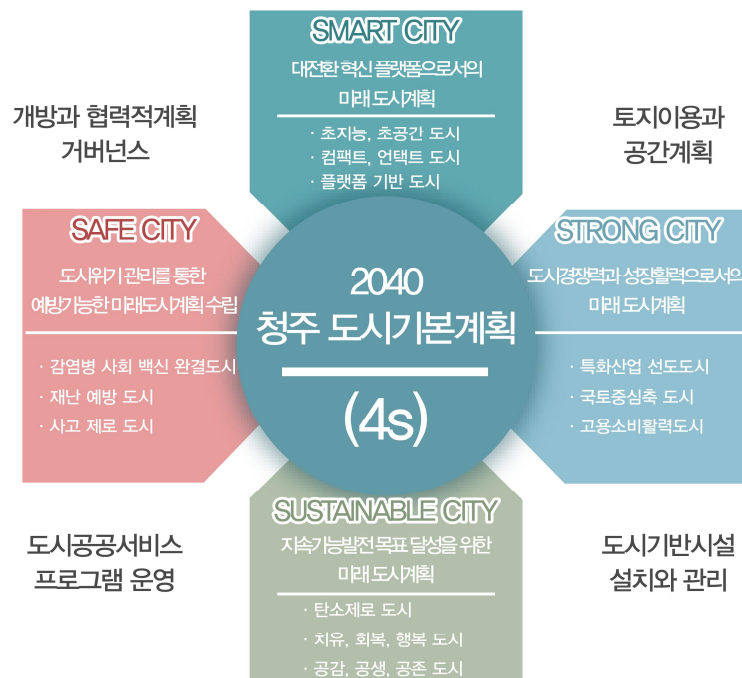 SMART CITY
대전환 혁신 플랫폼으로서의
미래 도시계획
· 초지능, 초공간 도시
· 컴팩트, 언택트 도시
· 플랫폼 기반 도시
개방과 협력적계획
거버넌스
토지이용과
공간계획
SAFE CITY
도시위기 관리를 통한
예방가능한 미래도시계획 수립
· 감염병 사회 백신 완결도시
· 재난 예방 도시
· 사고 제로 도시
2040
청주 도시기본계획
(4s)
STRONG CITY
도시경쟁력과 성장활력으로서의
미래 도시계획
· 특화산업 선도도시
· 국토중심축 도시
· 고용소비활력도시
SUSTAINABLE CITY
지속가능발전 목표 달성을 위한
미래 도시계획
· 탄소제로 도시
· 치유, 회복, 행복 도시
· 공감, 공생, 공존 도시
도시공공서비스
프로그램 운영
도시기반시설
설치와 관리